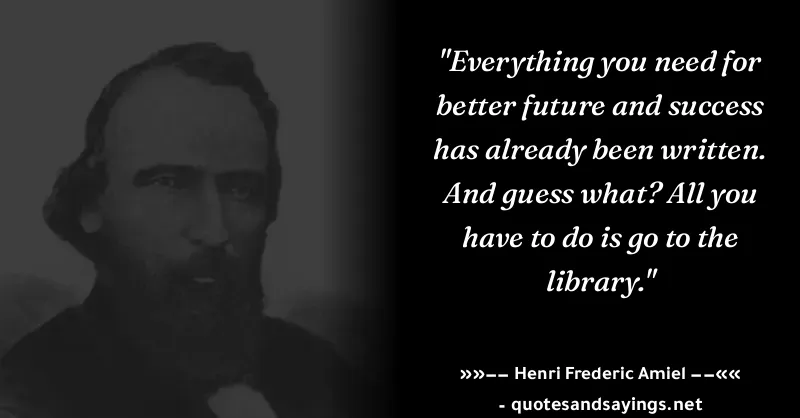 "Everything you need for
better future and success
has already been written.
And guess what? All you
have to do is go to the
library."
»»–– Henri Frederic Amiel ––««
- quotesandsayings.net